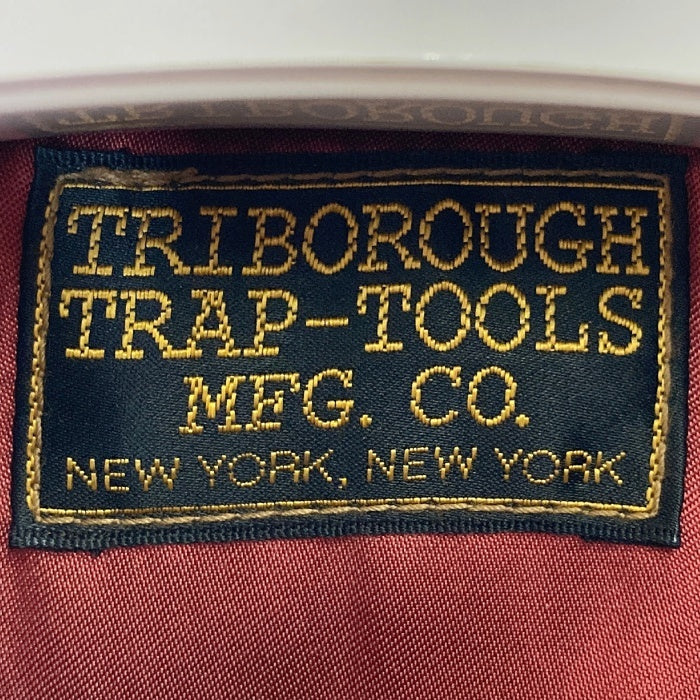 TRIBOROUGH
TRAP-TOOLS
MFG. CO.
NEW YORK, NEW YORK